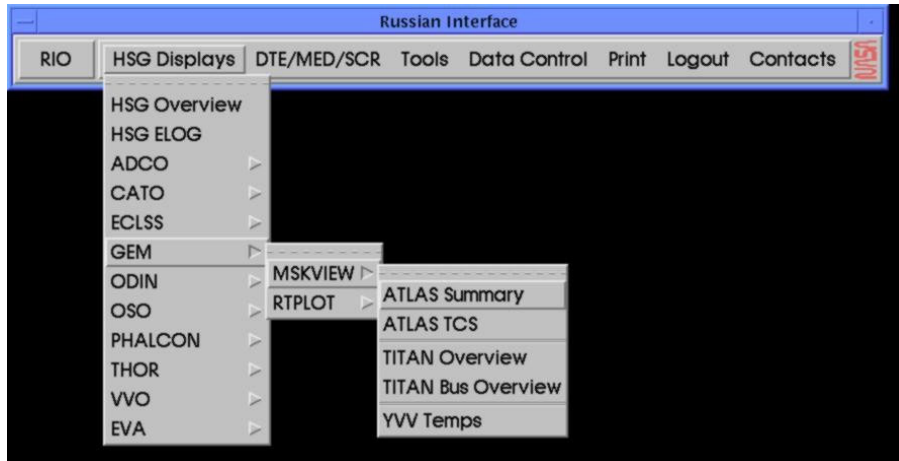 Russian Interface
RIO HSG Displays DTE/MED/SCR Tools Data Control Print Logout Contacts
HSG Overview
HSG ELOG
ADCO
CATO
ECLSS
GEM
MSKVIEW
ODIN
ATLAS Summary
RTPLOT
OSO
ATLAS TCS
PHALCON
TITAN Overview
THOR
TITAN Bus Overview
VVO
YVV Temps
EVA